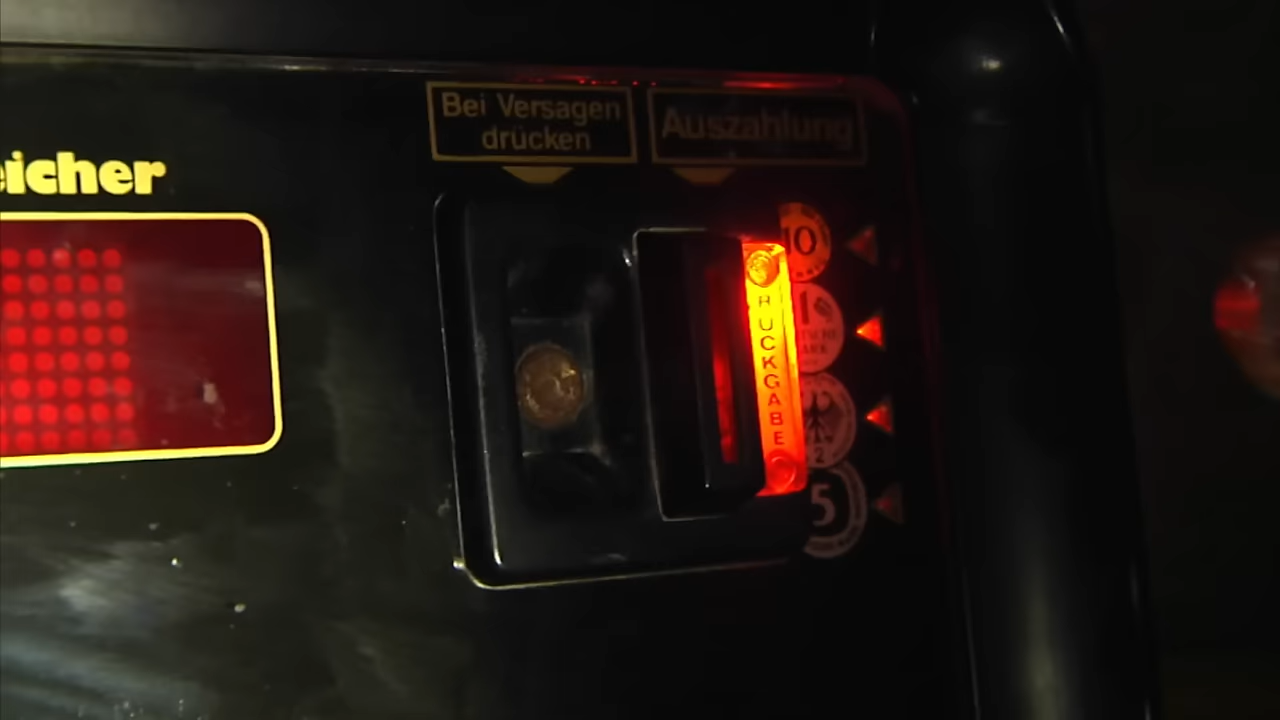 Bei Versagen
drücken
Auszahlung
eicher
10
RÜCKGABE
1
2
5